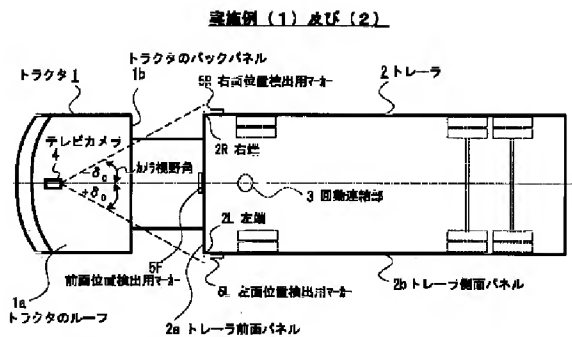 実施例(1)及び(2)
トラクタのバックパネル
トラクタ 1
1b
5R 右面位置検出用マーカー
2 トレーラ
テレビカメラ
4
カメラ視野角
2R 右端
3 回動連結部
2L 左端
5F
前面位置検出用マーカー
5L 左面位置検出用マーカー
1a
トラクタのルーフ
2a トレーラ前面パネル
2b トレーラ側面パネル